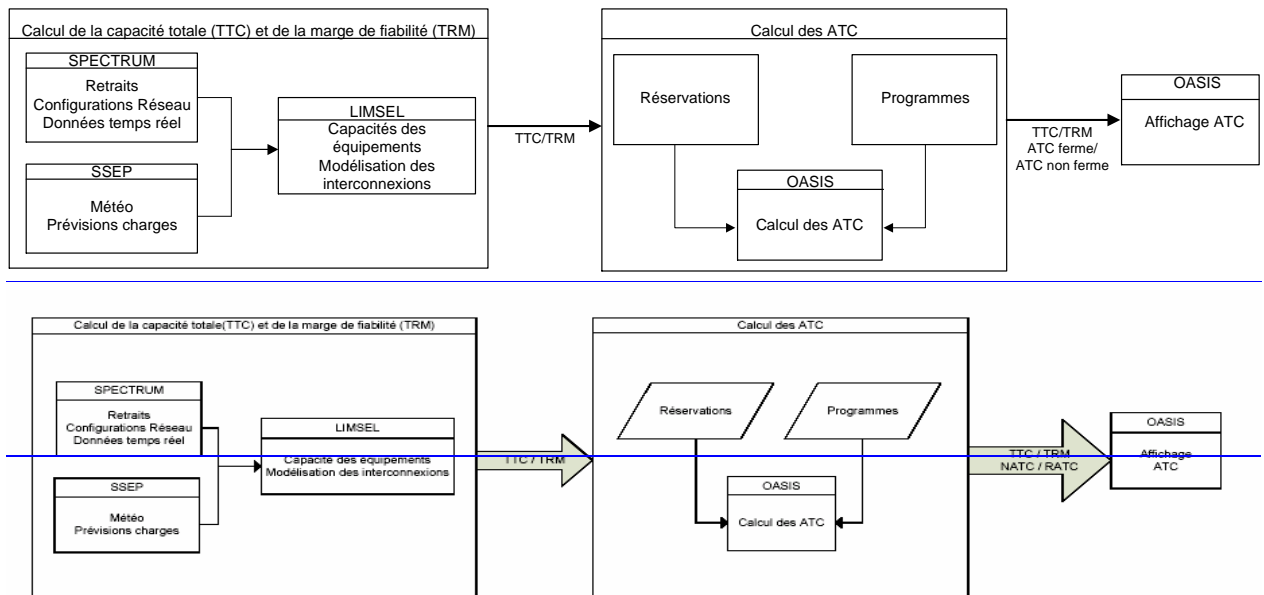 Calcul de la capacité totale (TTC) et de la marge de fiabilité (TRM)
SPECTRUM
Retraits
Configurations Réseau
Données temps réel
SSEP
Météo
Prévisions charges
LIMSEL
Capacités des
équipements
Modélisation des
interconnexions
TTC/TRM
Calcul des ATC
Réservations
Programmes
OASIS
Calcul des ATC
TTC/TRM
ATC ferme/
ATC non ferme
OASIS
Affichage ATC
Calcul de la capacité totale(TTC) et de la marge de fiabilité (TRM)
SPECTRUM
Retraits
Configurations Réseau
Données temps réel
SSEP
Météo
Prévisions charges
LIMSEL
Capacité des équipements
Modélisation des interconnexions
TTC / TRM
Calcul des ATC
Réservations
Programmes
OASIS
Calcul des ATC
TTC / TRM
NATC / RATC
OASIS
Affichage
ATC